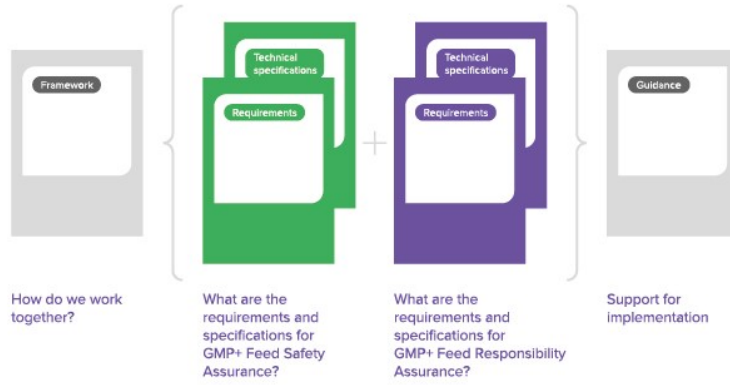 Framework
Technical
specifications
Requirements
+
Technical
specifications
Requirements
Guidance
How do we work
together?
What are the
requirements and
specifications for
GMP+ Feed Safety
Assurance?
What are the
requirements and
specifications for
GMP+ Feed Responsibility
Assurance?
Support for
implementation